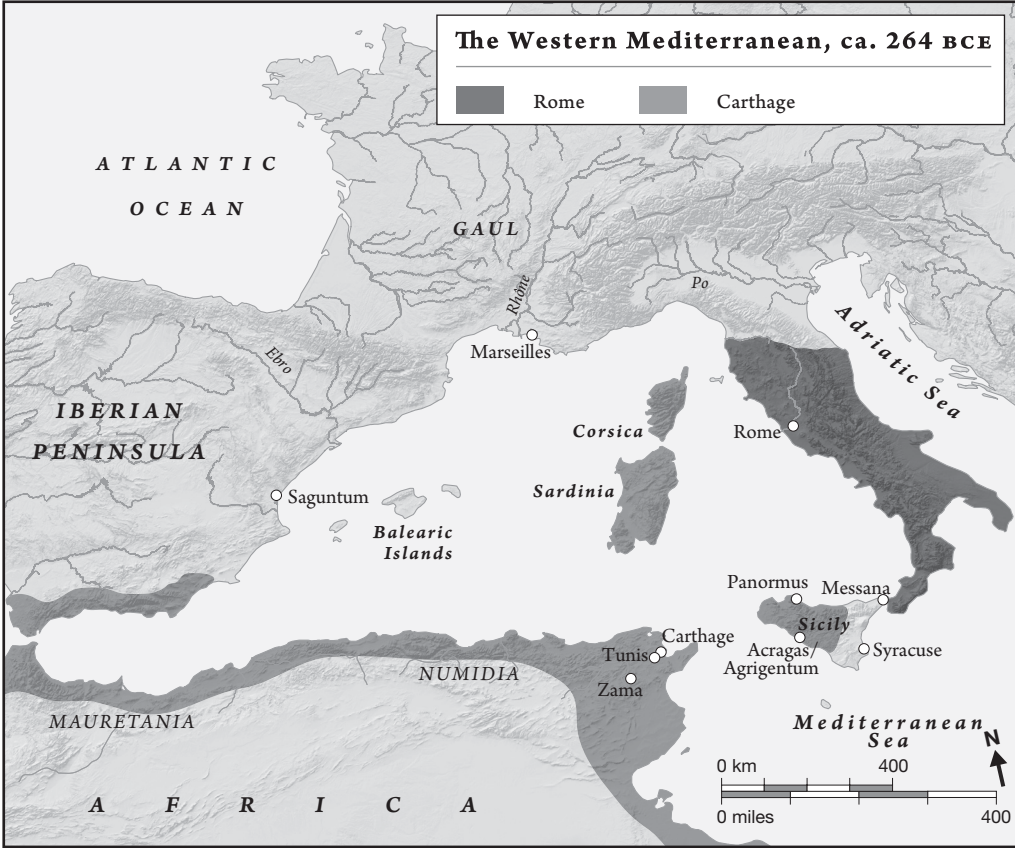 The Western Mediterranean, ca. 264 BCE
Rome
Carthage
ATLANTIC
OCEAN
GAUL
Rhône
Po
Adriatic Sea
Marseilles
Ebro
IBERIAN
PENINSULA
Corsica
Rome
Sardinia
Saguntum
Balearic
Islands
Panormus
Messana
Sicily
Carthage
Tunis
Acragas/
Agrigentum
Syracuse
NUMIDIA
Zama
MAURETANIA
Mediterranean
Sea
N
AFRICA
0 km 400
0 miles 400